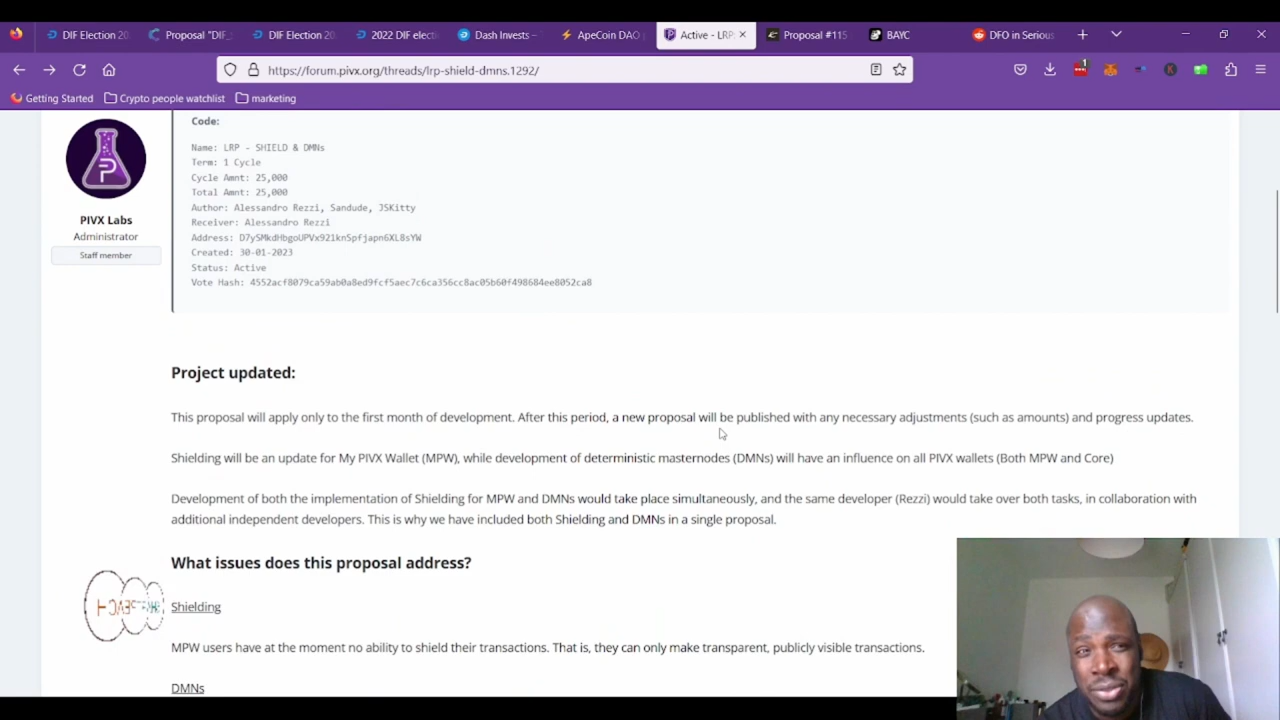 DIF Election 20
Proposal "DIF_
DIF Election 20
2022 DIF electi
Dash Invests –
ApeCoin DAO
Active - LRP
Proposal #115
BAYC
DFO in Serious
https://forum.pivx.org/threads/lrp-shield-dmns.1292/
1
Getting Started
Crypto people watchlist
marketing
Code:
Name: LRP - SHIELD & DMNs
Term: 1 Cycle
Cycle Amnt: 25,000
Total Amnt: 25,000
Author: Alessandro Rezzi, Sandude, JSKitty
Receiver: Alessandro Rezzi
Address: D7ySMkdHbgoUPVx921kn5pfjapn6XL8sYW
Created: 30-01-2023
Status: Active
Vote Hash: 4552acf8079ca59ab0a8ed9fcf5aec7c6ca356cc8ac05b60f498684ee8052ca8
PIVX Labs
Administrator
Staff member
Project updated:
This proposal will apply only to the first month of development. After this period, a new proposal will be published with any necessary adjustments (such as amounts) and progress updates.
Shielding will be an update for My PIVX Wallet (MPW), while development of deterministic masternodes (DMNs) will have an influence on all PIVX wallets (Both MPW and Core)
Development of both the implementation of Shielding for MPW and DMNs would take place simultaneously, and the same developer (Rezzi) would take over both tasks, in collaboration with
additional independent developers. This is why we have included both Shielding and DMNs in a single proposal.
What issues does this proposal address?
Shielding
MPW users have at the moment no ability to shield their transactions. That is, they can only make transparent, publicly visible transactions.
DMNs